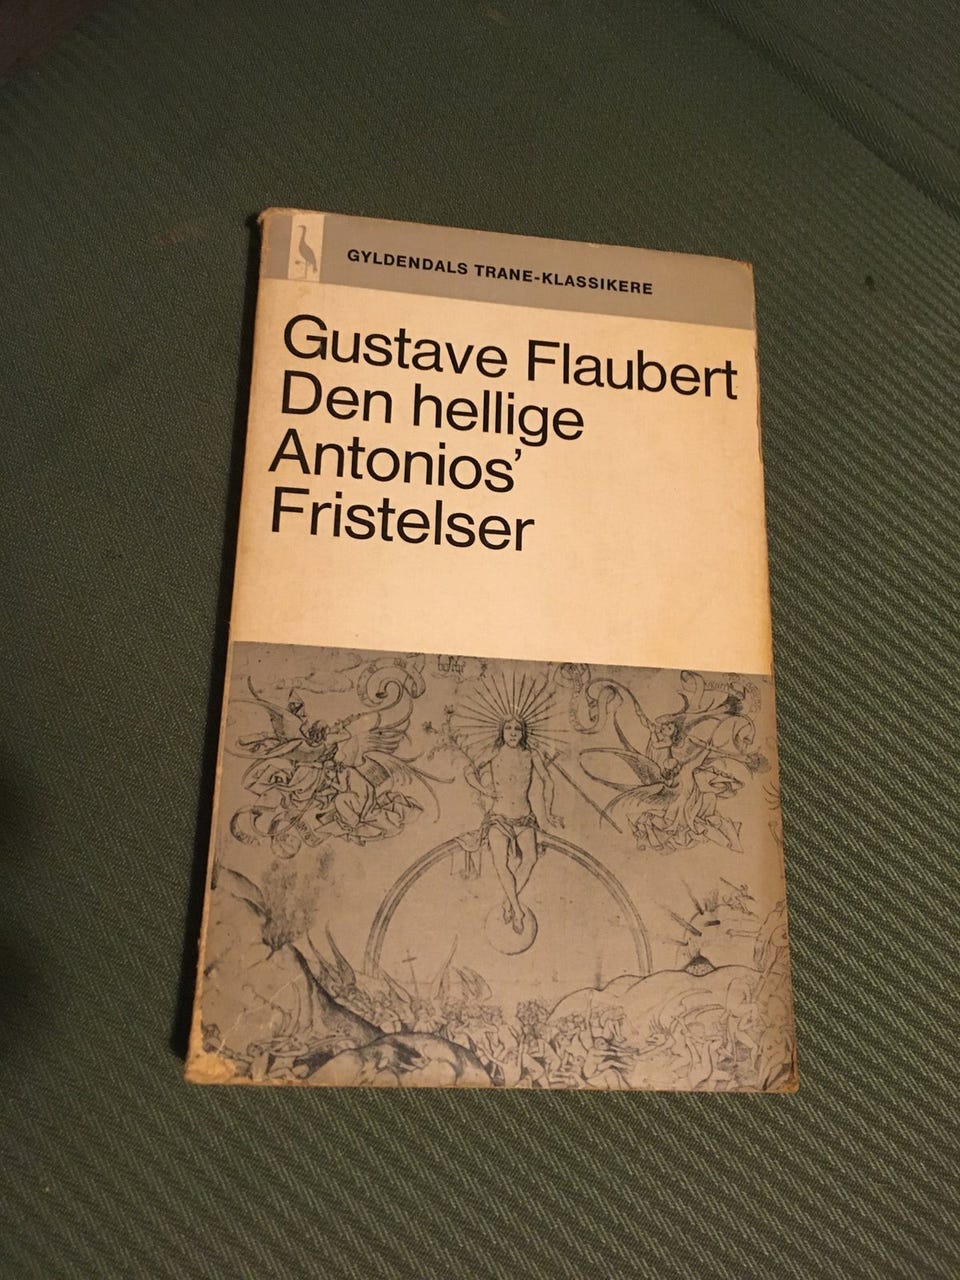 GYLDENDALS TRANE-KLASSIKERE
Gustave Flaubert
Den hellige
Antonios’
Fristelser